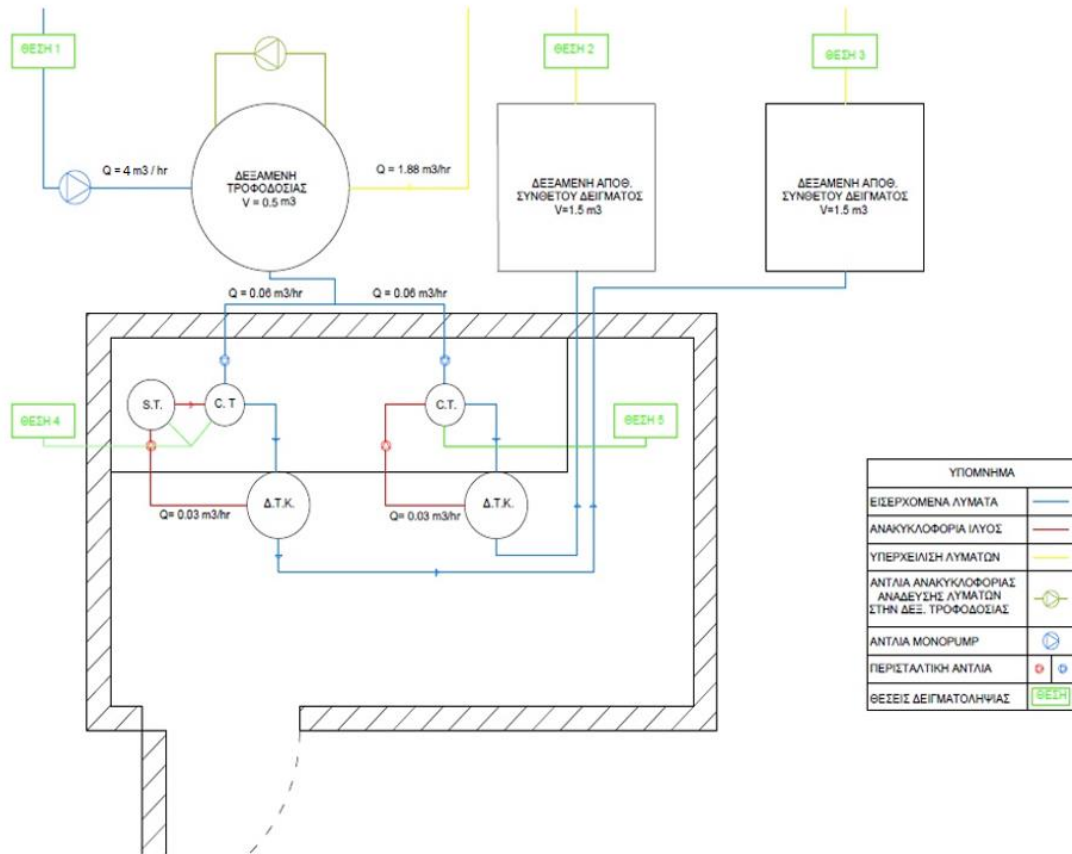 ΘΕΣΗ 1
ΘΕΣΗ 2
ΘΕΣΗ 3
Q = 4 m3 / hr
ΔΕΞΑΜΕΝΗ
ΤΡΟΦΟΔΟΣΙΑΣ
V = 0.5 m3
Q = 1.88 m3/hr
ΔΕΞΑΜΕΝΗ ΑΠΟΘ.
ΣΥΝΘΕΤΟΥ ΔΕΙΓΜΑΤΟΣ
V=1.5 m3
ΔΕΞΑΜΕΝΗ ΑΠΟΘ.
ΣΥΝΘΕΤΟΥ ΔΕΙΓΜΑΤΟΣ
V=1.5 m3
Q = 0.06 m3/hr
Q = 0.06 m3/hr
ΘΕΣΗ 4
S.T.
C. T
C.T.
ΘΕΣΗ 5
Q= 0.03 m3/hr
Δ.Τ.Κ.
Q= 0.03 m3/hr
Δ.Τ.Κ.
ΥΠΟΜΝΗΜΑ
ΕΙΣΕΡΧΟΜΕΝΑ ΛΥΜΑΤΑ
ΑΝΑΚΥΚΛΟΦΟΡΙΑ ΙΛΥΟΣ
ΥΠΕΡΧΕΙΛΙΣΗ ΛΥΜΑΤΩΝ
ΑΝΤΛΙΑ ΑΝΑΚΥΚΛΟΦΟΡΙΑΣ
ΑΝΑΔΕΥΣΗΣ ΛΥΜΑΤΩΝ
ΣΤΗΝ ΔΕΞ. ΤΡΟΦΟΔΟΣΙΑΣ
ΑΝΤΛΙΑ MONOPUMP
ΠΕΡΙΣΤΑΛΤΙΚΗ ΑΝΤΛΙΑ
ΘΕΣΕΙΣ ΔΕΙΓΜΑΤΟΛΗΨΙΑΣ
ΘΕΣΗ